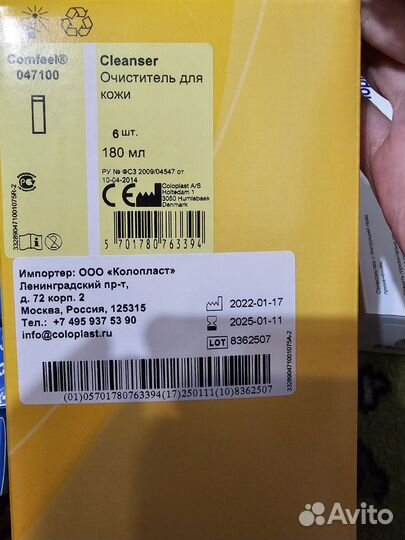 Comfeel®
047100
Cleanser
Очиститель для
кожи
6 шт.
180 мл
РУ № ФСЗ 2009/04547 от
10-04-2014
CE
Coloplast A/S
Holtedam 1
3050 Humlebaek
Denmark
5 701780 763394
Импортер: ООО «Колопласт»
Ленинградский пр-т,
д. 72 корп. 2
Москва, Россия, 125315
Тел.: +7 495 937 53 90
info@coloplast.ru
2022-01-17
2025-01-11
LOT 8362507
(01)05701780763394(17)250111(10)8362507
Avito